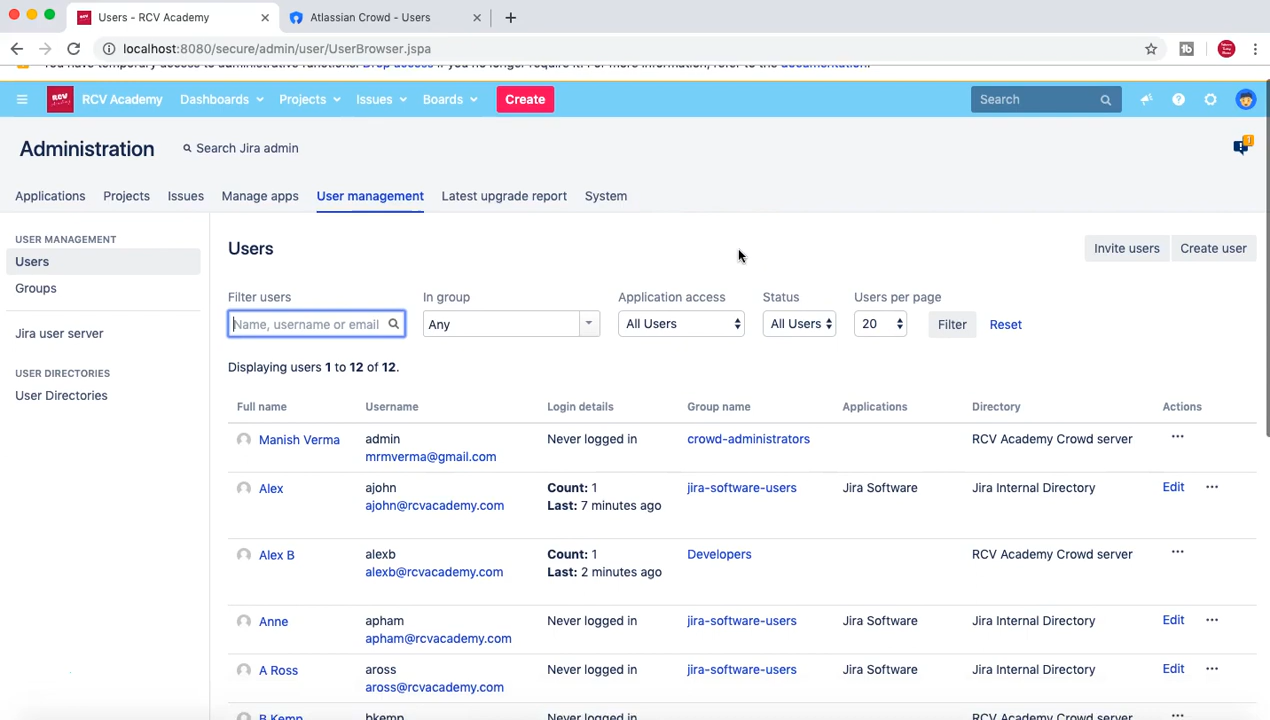 Users - RCV Academy
Atlassian Crowd - Users
localhost:8080/secure/admin/user/UserBrowser.jspa
You have temporary access to administrative functions. Drop access if you no longer require it. For more information, refer to the documentation.
RCV Academy Dashboards Projects Issues Boards Create Search
Administration Search Jira admin
Applications Projects Issues Manage apps User management Latest upgrade report System
USER MANAGEMENT
Users
Groups
Jira user server
USER DIRECTORIES
User Directories
Users Invite users Create user
Filter users In group Application access Status Users per page
Name, username or email Any All Users All Users 20 Filter Reset
Displaying users 1 to 12 of 12.
Full name Username Login details Group name Applications Directory Actions
Manish Verma admin Never logged in crowd-administrators RCV Academy Crowd server
mrmverma@gmail.com
Alex ajohn Count: 1 jira-software-users Jira Software Jira Internal Directory Edit
ajohn@rcvacademy.com Last: 7 minutes ago
Alex B alexb Count: 1 Developers RCV Academy Crowd server
alexb@rcvacademy.com Last: 2 minutes ago
Anne apham Never logged in jira-software-users Jira Software Jira Internal Directory Edit
apham@rcvacademy.com
A Ross aross Never logged in jira-software-users Jira Software Jira Internal Directory Edit
aross@rcvacademy.com
B Kemp bkemp Never logged in RCV Academy Crowd server